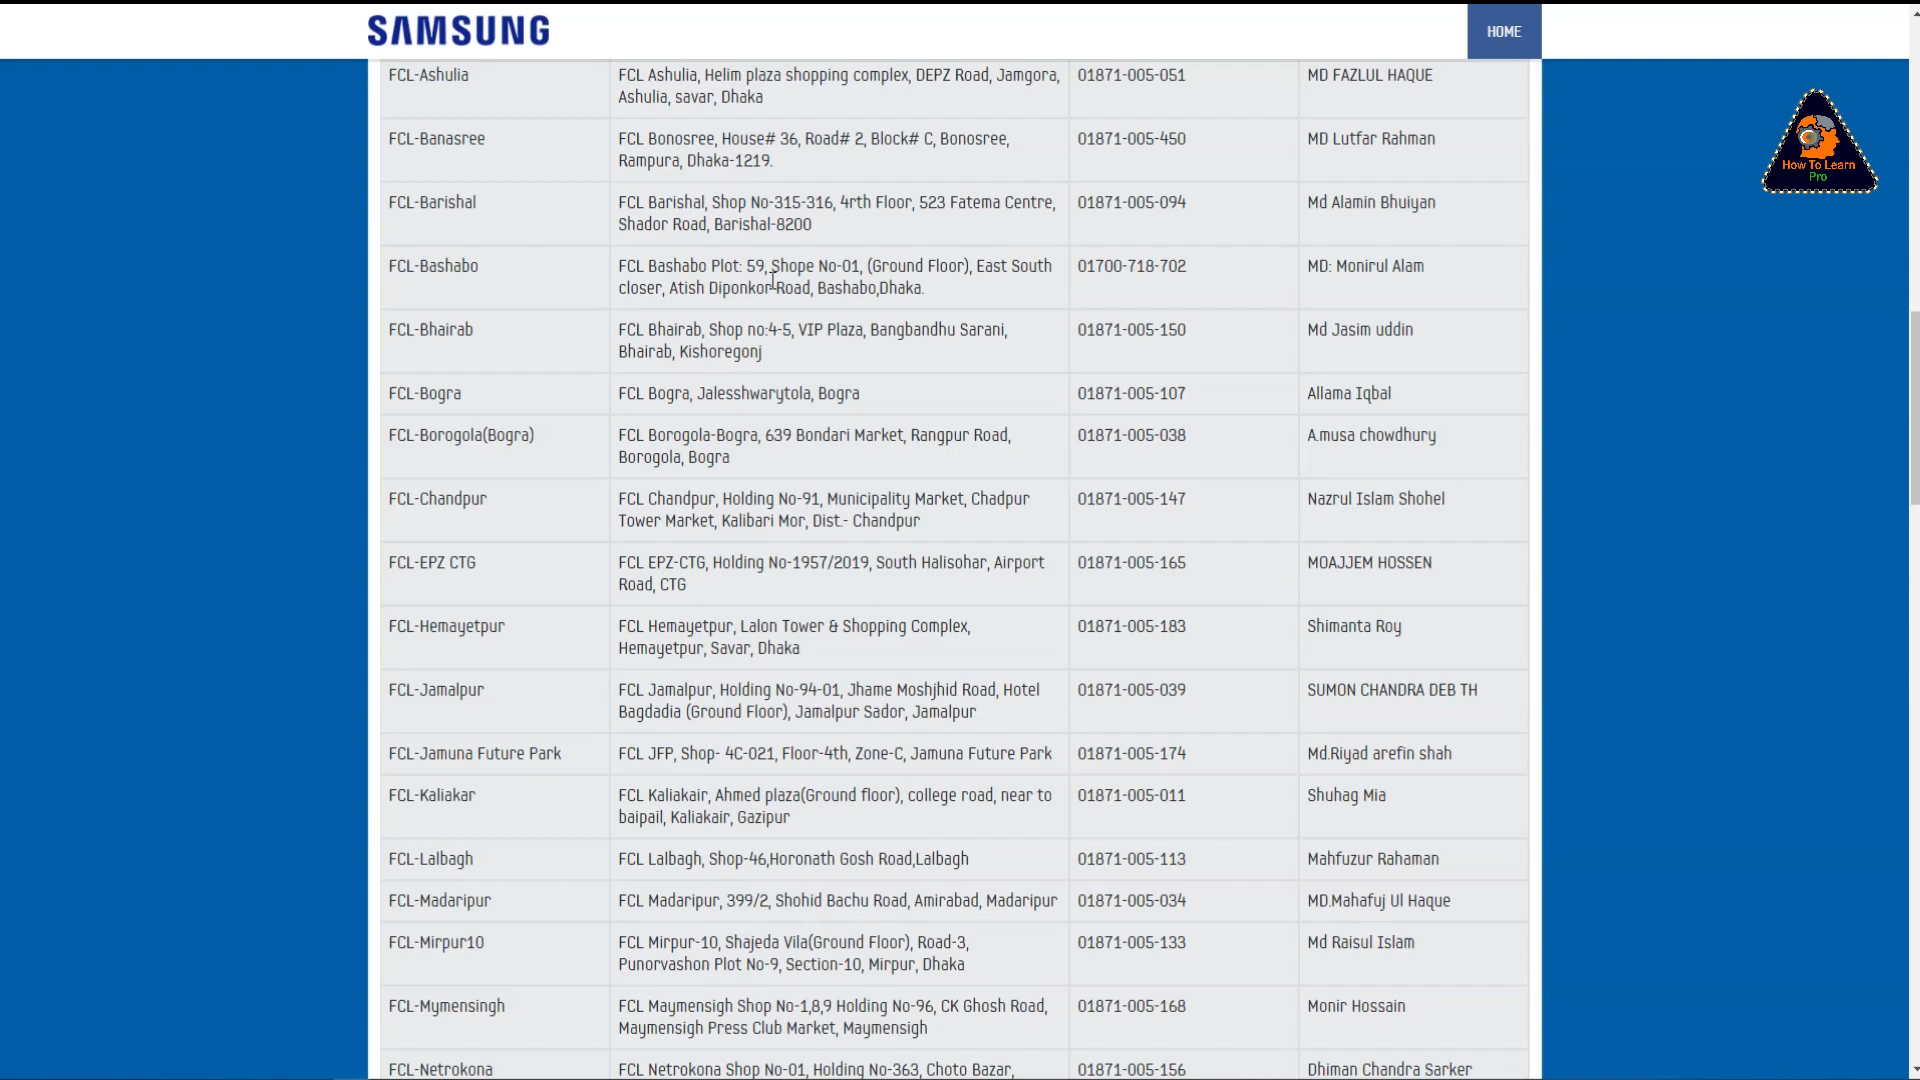 SAMSUNG
HOME
FCL-Ashulia
FCL Ashulia, Helim plaza shopping complex, DEPZ Road, Jamgora,
Ashulia, savar, Dhaka
01871-005-051
MD FAZLUL HAQUE
How To Learn
Pro
FCL-Banasree
FCL Bonosree, House# 36, Road# 2, Block# C, Bonosree,
Rampura, Dhaka-1219.
01871-005-450
MD Lutfar Rahman
FCL-Barishal
FCL Barishal, Shop No-315-316, 4rth Floor, 523 Fatema Centre,
Shador Road, Barishal-8200
01871-005-094
Md Alamin Bhuiyan
FCL-Bashabo
FCL Bashabo Plot: 59, Shope No-01, (Ground Floor), East South
closer, Atish Diponkor Road, Bashabo,Dhaka.
01700-718-702
MD: Monirul Alam
FCL-Bhairab
FCL Bhairab, Shop no:4-5, VIP Plaza, Bangbandhu Sarani,
Bhairab, Kishoregonj
01871-005-150
Md Jasim uddin
FCL-Bogra
FCL Bogra, Jalesshwarytola, Bogra
01871-005-107
Allama Iqbal
FCL-Borogola(Bogra)
FCL Borogola-Bogra, 639 Bondari Market, Rangpur Road,
Borogola, Bogra
01871-005-038
A.musa chowdhury
FCL-Chandpur
FCL Chandpur, Holding No-91, Municipality Market, Chadpur
Tower Market, Kalibari Mor, Dist.- Chandpur
01871-005-147
Nazrul Islam Shohel
FCL-EPZ CTG
FCL EPZ-CTG, Holding No-1957/2019, South Halisohar, Airport
Road, CTG
01871-005-165
MOAJJEM HOSSEN
FCL-Hemayetpur
FCL Hemayetpur, Lalon Tower & Shopping Complex,
Hemayetpur, Savar, Dhaka
01871-005-183
Shimanta Roy
FCL-Jamalpur
FCL Jamalpur, Holding No-94-01, Jhame Moshjhid Road, Hotel
Bagdadia (Ground Floor), Jamalpur Sador, Jamalpur
01871-005-039
SUMON CHANDRA DEB TH
FCL-Jamuna Future Park
FCL JFP, Shop- 4C-021, Floor-4th, Zone-C, Jamuna Future Park
01871-005-174
Md.Riyad arefin shah
FCL-Kaliakar
FCL Kaliakair, Ahmed plaza(Ground floor), college road, near to
baipail, Kaliakair, Gazipur
01871-005-011
Shuhag Mia
FCL-Lalbagh
FCL Lalbagh, Shop-46,Horonath Gosh Road,Lalbagh
01871-005-113
Mahfuzur Rahaman
FCL-Madaripur
FCL Madaripur, 399/2, Shohid Bachu Road, Amirabad, Madaripur
01871-005-034
MD.Mahafuj Ul Haque
FCL-Mirpur10
FCL Mirpur-10, Shajeda Vila(Ground Floor), Road-3,
Punorvashon Plot No-9, Section-10, Mirpur, Dhaka
01871-005-133
Md Raisul Islam
FCL-Mymensingh
FCL Maymensigh Shop No-1,8,9 Holding No-96, CK Ghosh Road,
Maymensigh Press Club Market, Maymensigh
01871-005-168
Monir Hossain
FCL-Netrokona
FCL Netrokona Shop No-01, Holding No-363, Choto Bazar,
01871-005-156
Dhiman Chandra Sarker